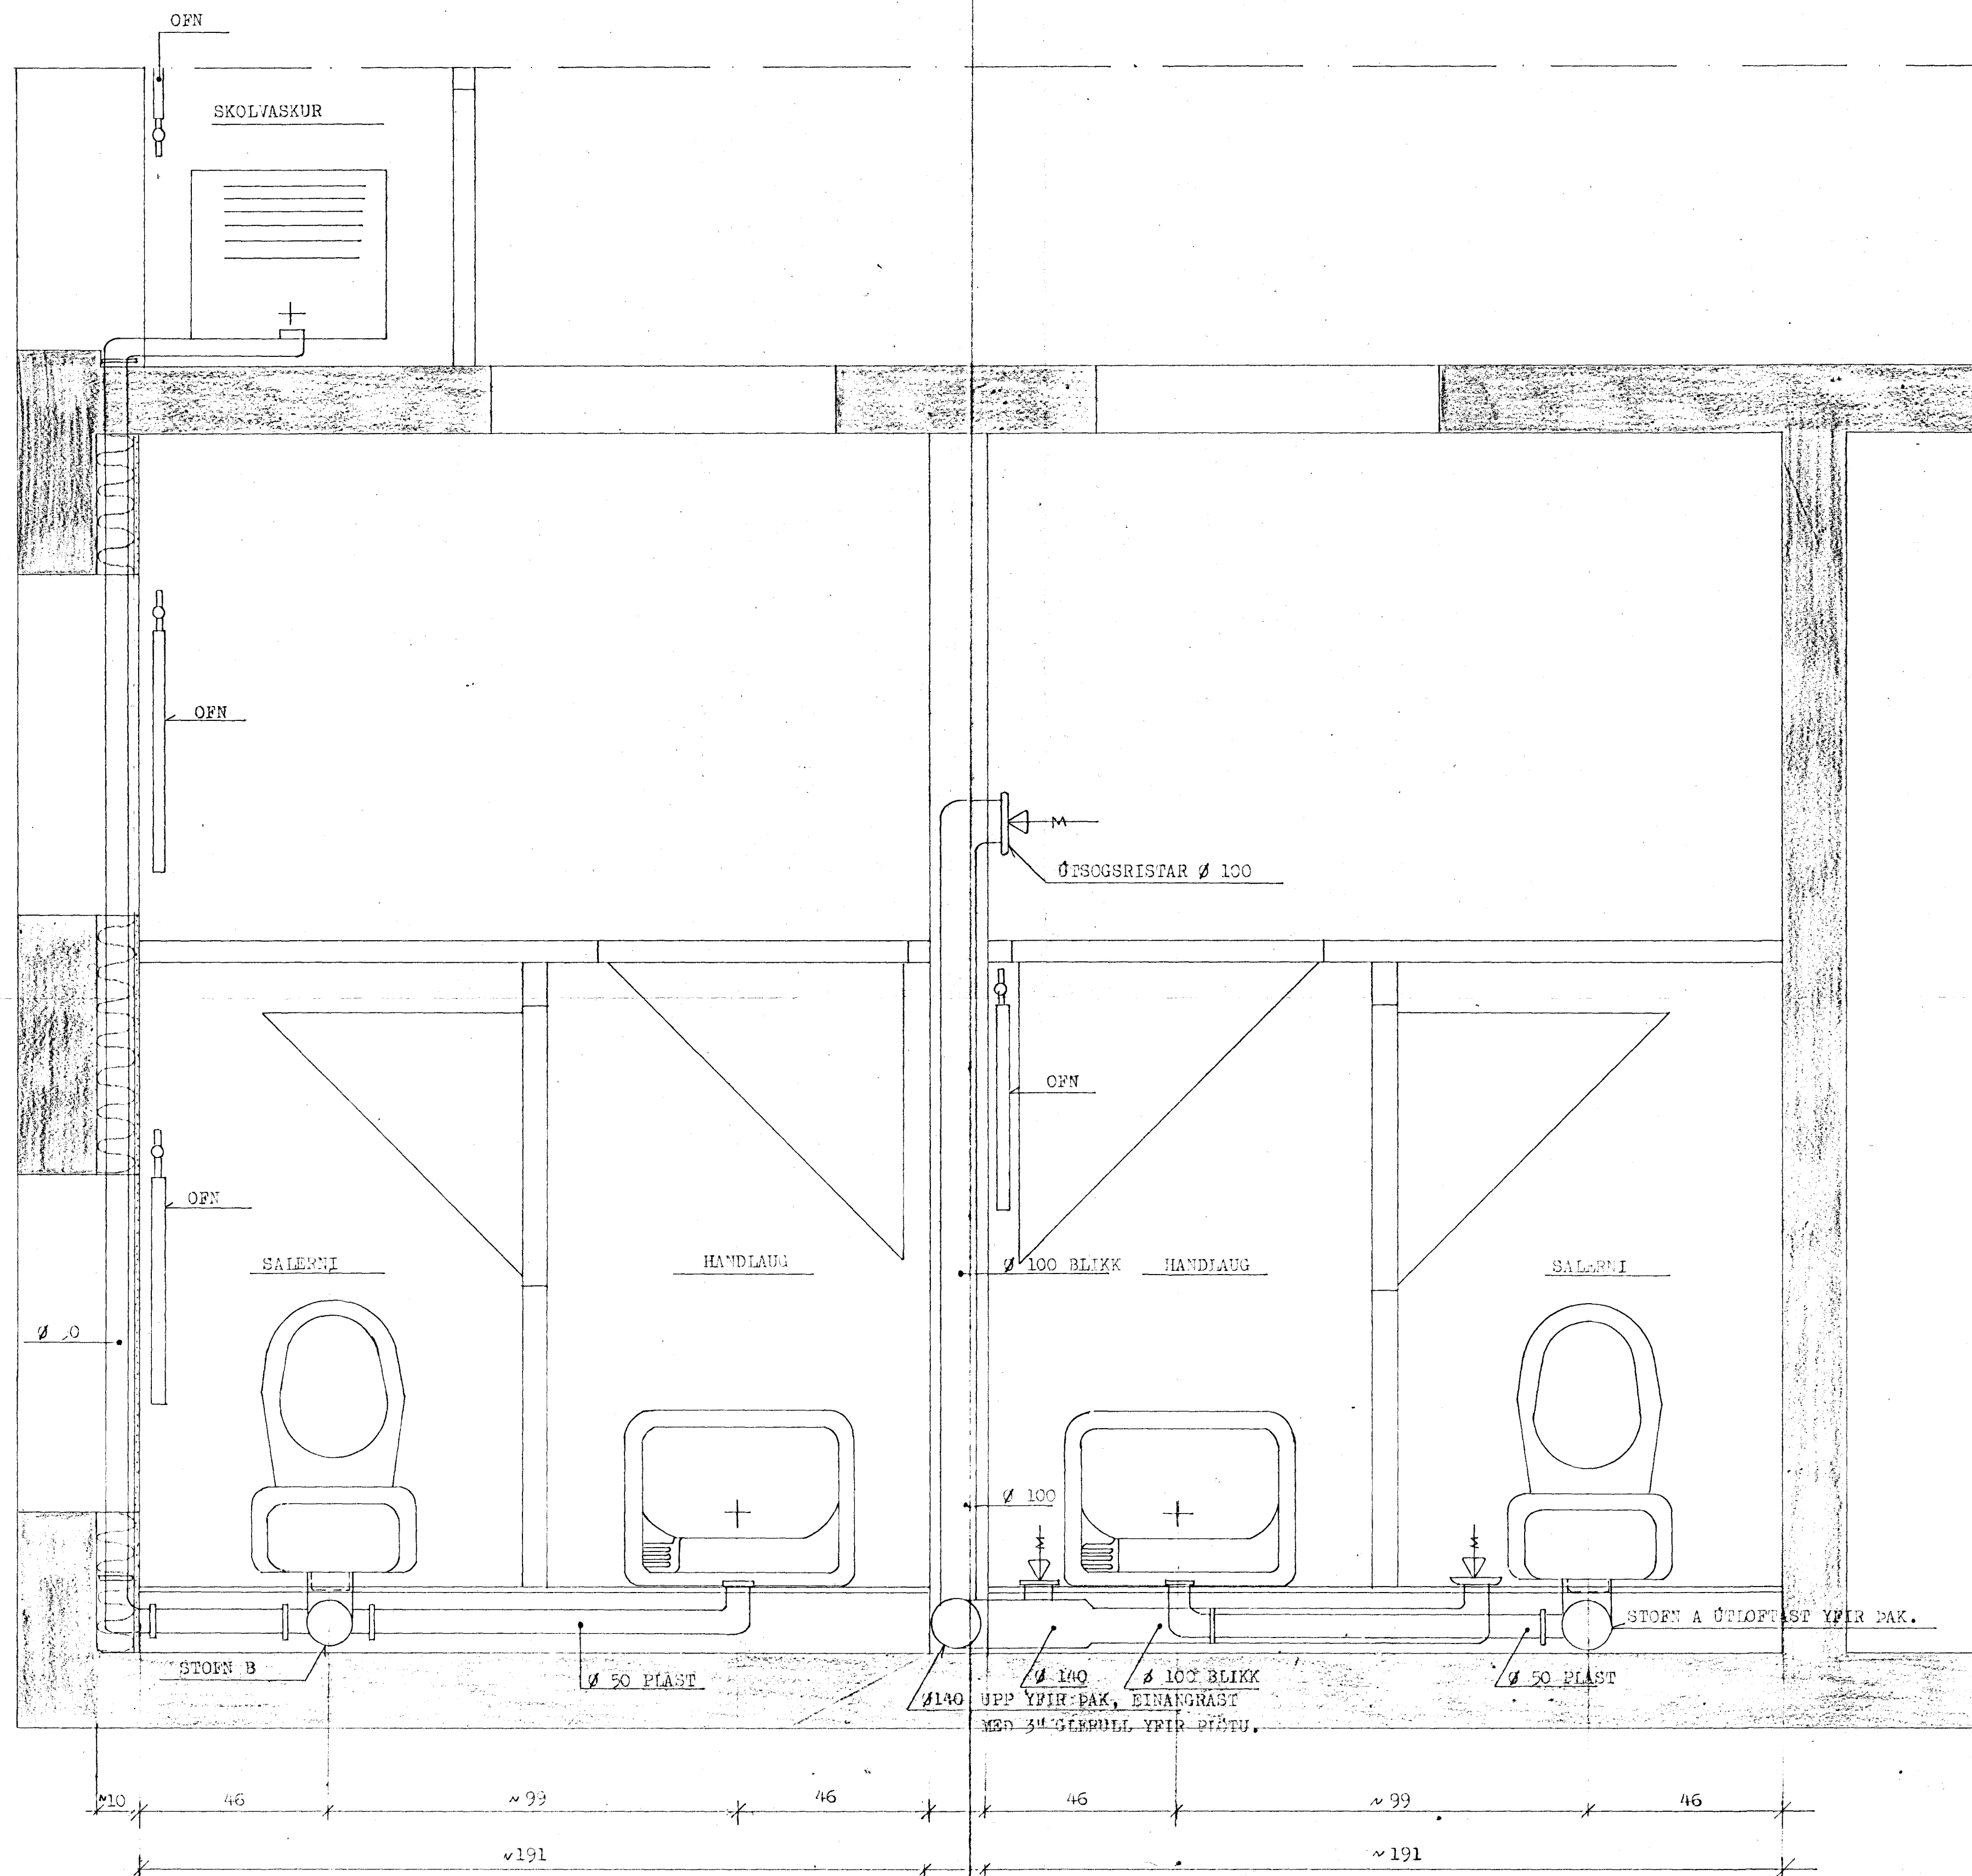 OFN
SKOLVASKUR
OFN
ÚTSOGSRISTAR Ø 100
OFN
OFN
SALERNI
HANDLAUG
Ø 100 BLIKK
HANDLAUG
SALERNI
Ø 100
STOFN A ÚTLOFTAST YFIR ÞAK.
STOFN B
Ø 50 PLAST
Ø 140
Ø 100 BLIKK
Ø 50 PLAST
Ø140 UPP YFIR ÞAK, EINANGRAST
MEÐ 3" GLERULL YFIR PLÖTU.
~10
46
~ 99
46
46
~ 99
46
~191
~ 191